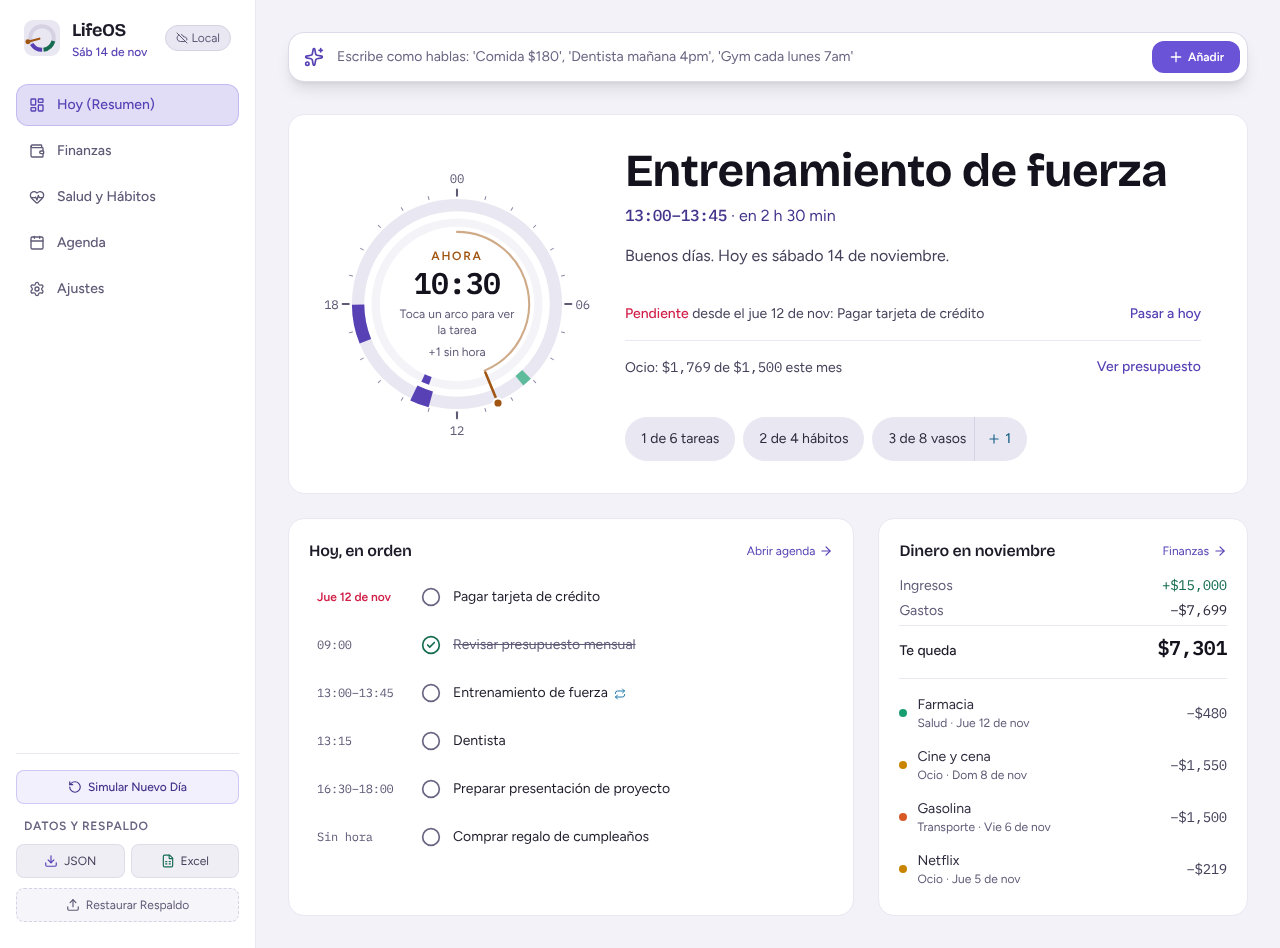 LifeOS
Sáb 14 de nov
Local
Hoy (Resumen)
Finanzas
Salud y Hábitos
Agenda
Ajustes
Simular Nuevo Día
DATOS Y RESPALDO
JSON
Excel
Restaurar Respaldo
Escribe como hablas: 'Comida $180', 'Dentista mañana 4pm', 'Gym cada lunes 7am'
Añadir
00
06
12
18
AHORA
10:30
Toca un arco para ver
la tarea
+1 sin hora
Entrenamiento de fuerza
13:00–13:45 · en 2 h 30 min
Buenos días. Hoy es sábado 14 de noviembre.
Pendiente desde el jue 12 de nov: Pagar tarjeta de crédito
Pasar a hoy
Ocio: $1,769 de $1,500 este mes
Ver presupuesto
1 de 6 tareas
2 de 4 hábitos
3 de 8 vasos
+ 1
Hoy, en orden
Abrir agenda →
Jue 12 de nov
Pagar tarjeta de crédito
09:00
Revisar presupuesto mensual
13:00–13:45
Entrenamiento de fuerza
13:15
Dentista
16:30–18:00
Preparar presentación de proyecto
Sin hora
Comprar regalo de cumpleaños
Dinero en noviembre
Finanzas →
Ingresos
+$15,000
Gastos
−$7,699
Te queda
$7,301
Farmacia
Salud · Jue 12 de nov
−$480
Cine y cena
Ocio · Dom 8 de nov
−$1,550
Gasolina
Transporte · Vie 6 de nov
−$1,500
Netflix
Ocio · Jue 5 de nov
−$219